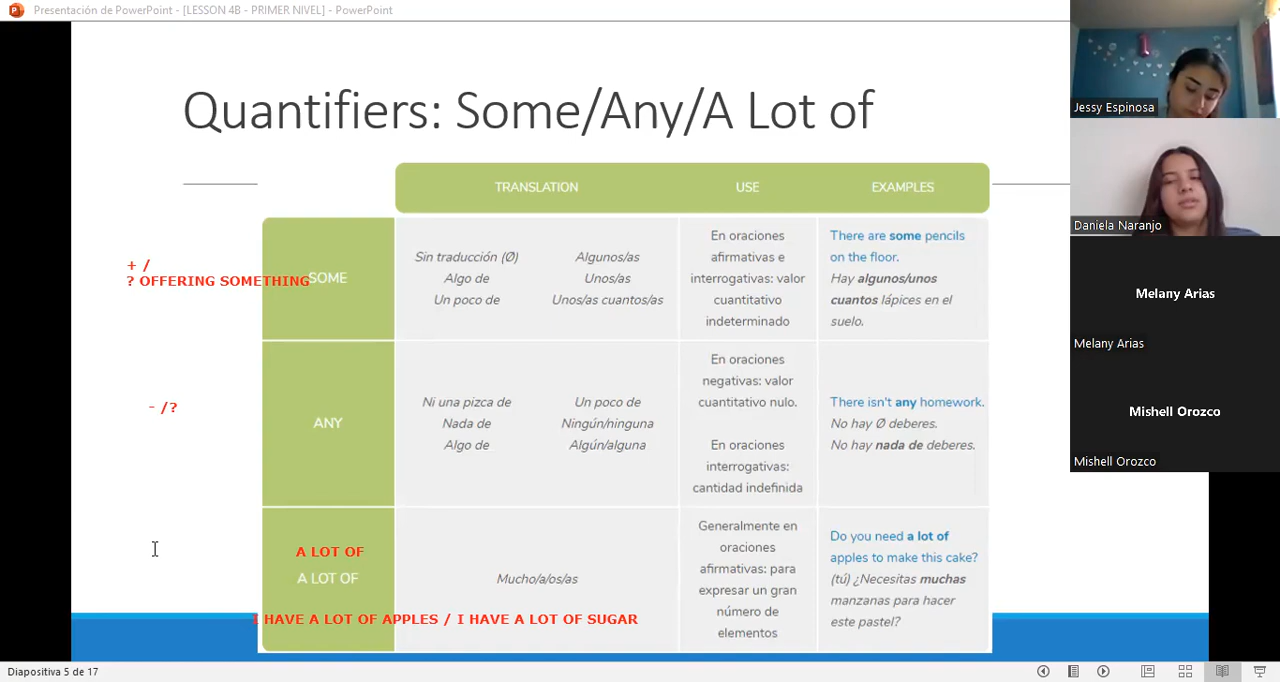 Presentación de PowerPoint - [LESSON 4B - PRIMER NIVEL] - PowerPoint
Quantifiers: Some/Any/A Lot of
TRANSLATION USE EXAMPLES
+ /
? OFFERING SOMETHING
SOME
Sin traducción (Ø) Algunos/as
Algo de Unos/as
Un poco de Unos/as cuantos/as
En oraciones
afirmativas e
interrogativas: valor
cuantitativo
indeterminado
There are some pencils
on the floor.
Hay algunos/unos
cuantos lápices en el
suelo.
- /?
ANY
Ni una pizca de Un poco de
Nada de Ningún/ninguna
Algo de Algún/alguna
En oraciones
negativas: valor
cuantitativo nulo.
En oraciones
interrogativas:
cantidad indefinida
There isn't any homework.
No hay Ø deberes.
No hay nada de deberes.
A LOT OF
A LOT OF
Mucho/a/os/as
Generalmente en
oraciones
afirmativas: para
expresar un gran
número de
elementos
Do you need a lot of
apples to make this cake?
(tú) ¿Necesitas muchas
manzanas para hacer
este pastel?
I HAVE A LOT OF APPLES / I HAVE A LOT OF SUGAR
Jessy Espinosa
Daniela Naranjo
Melany Arias
Melany Arias
Mishell Orozco
Mishell Orozco
Diapositiva 5 de 17